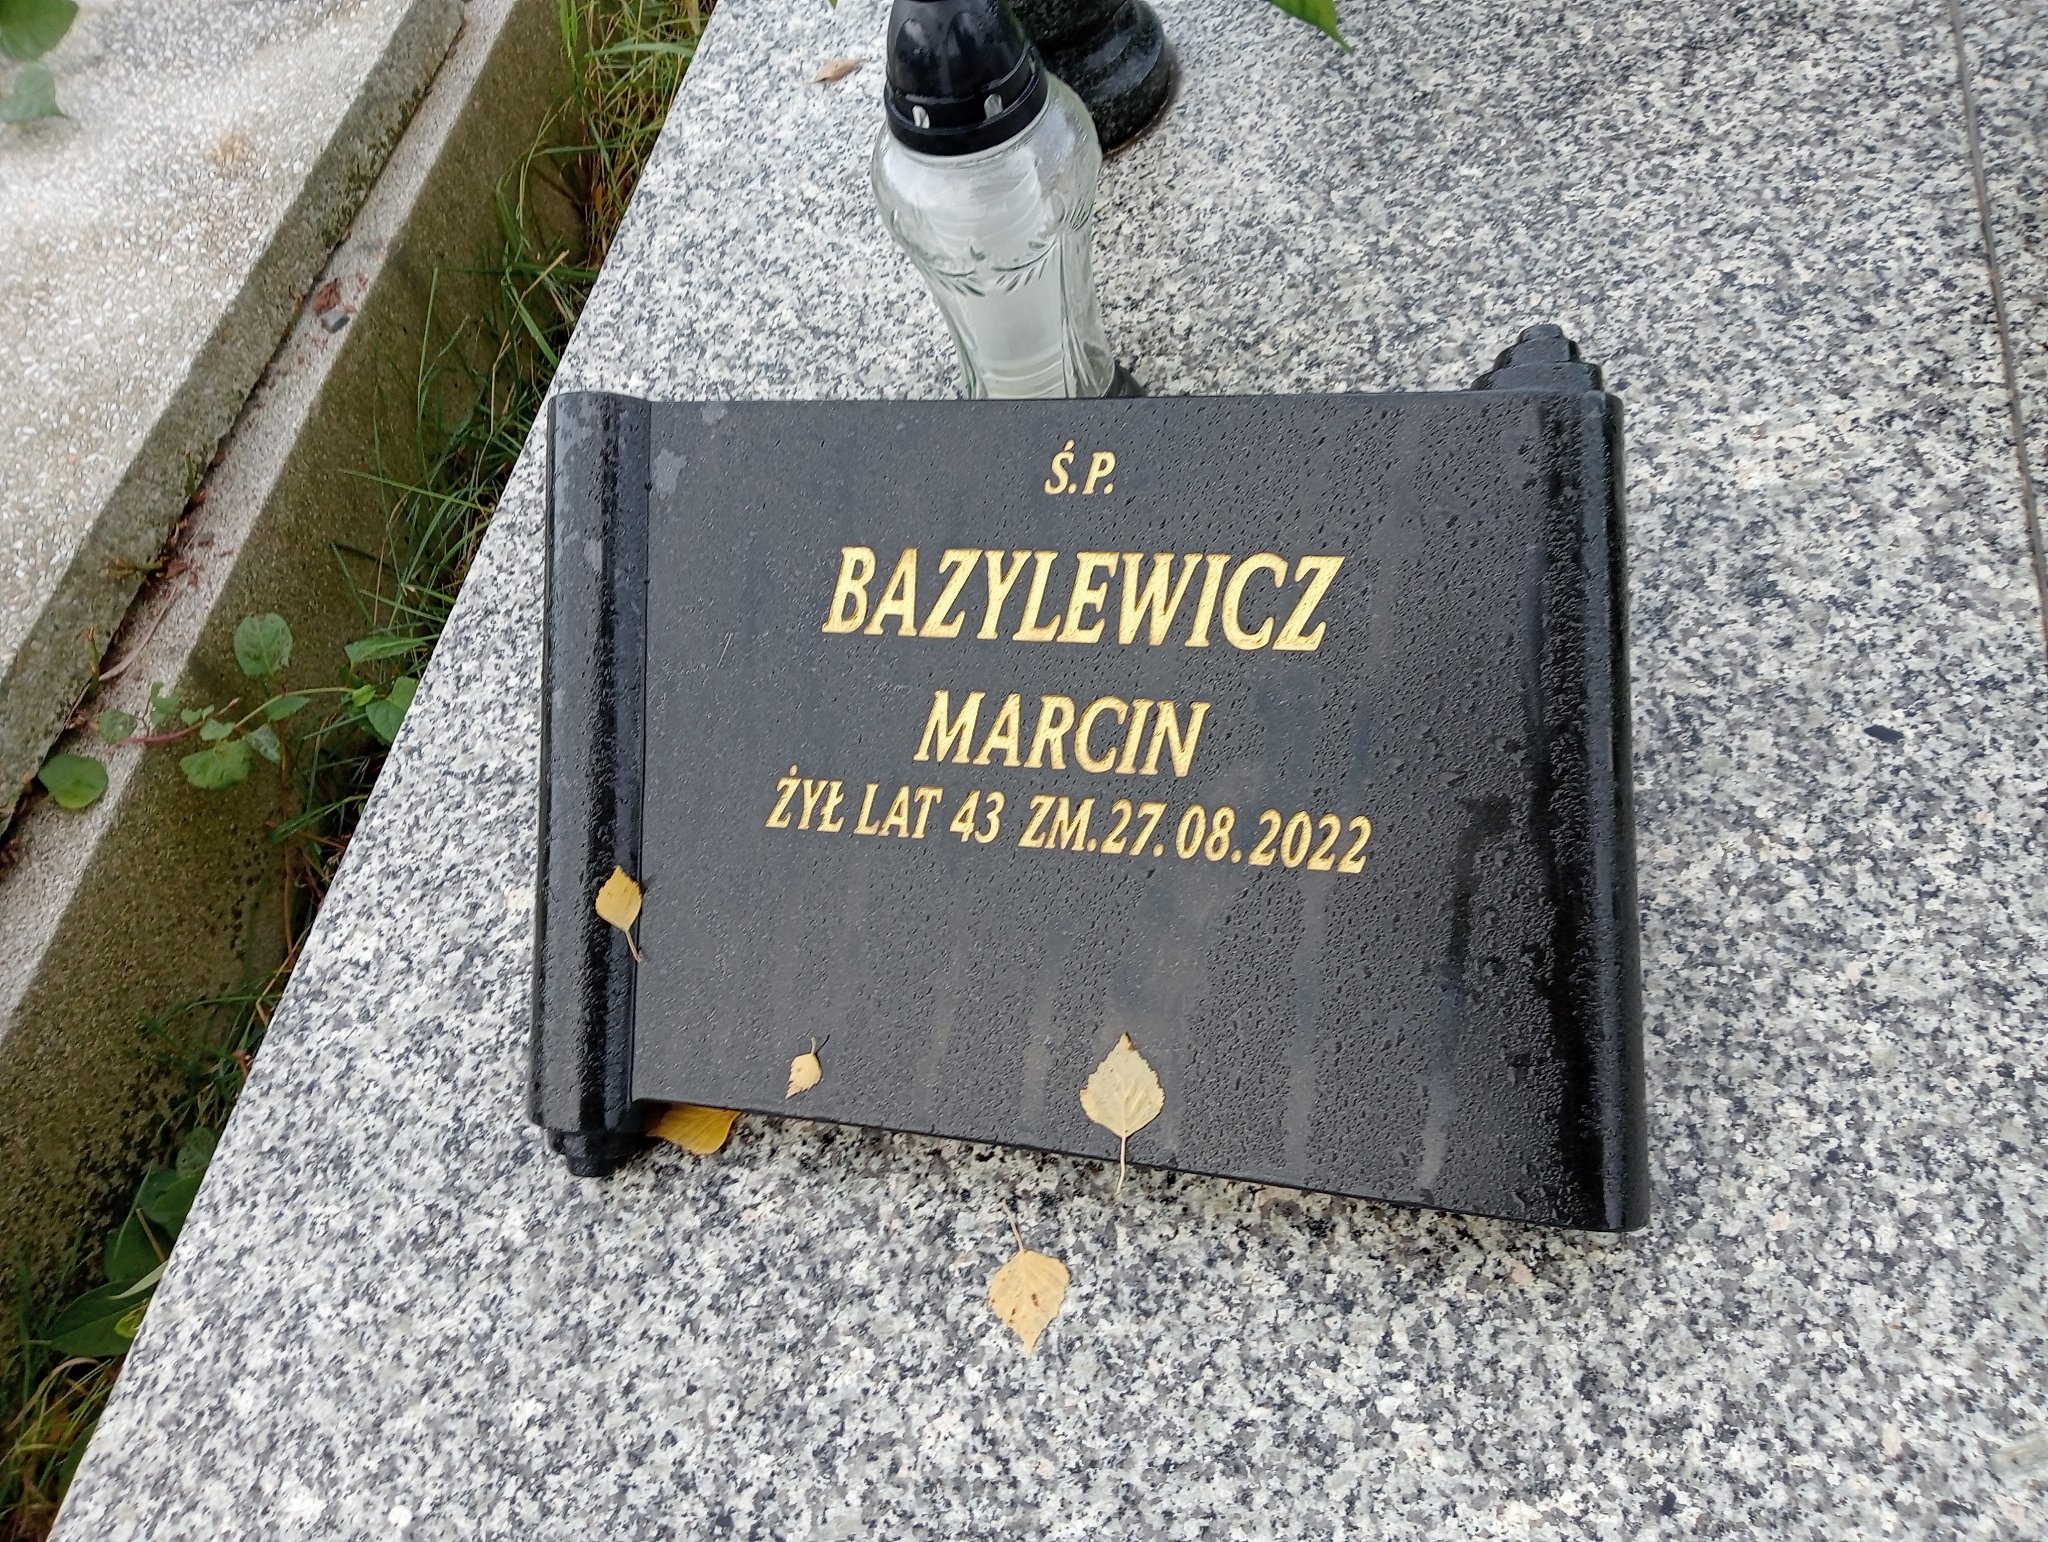 Ś.P.
BAZYLEWICZ
MARCIN
ŻYŁ LAT 43 ZM.27.08.2022